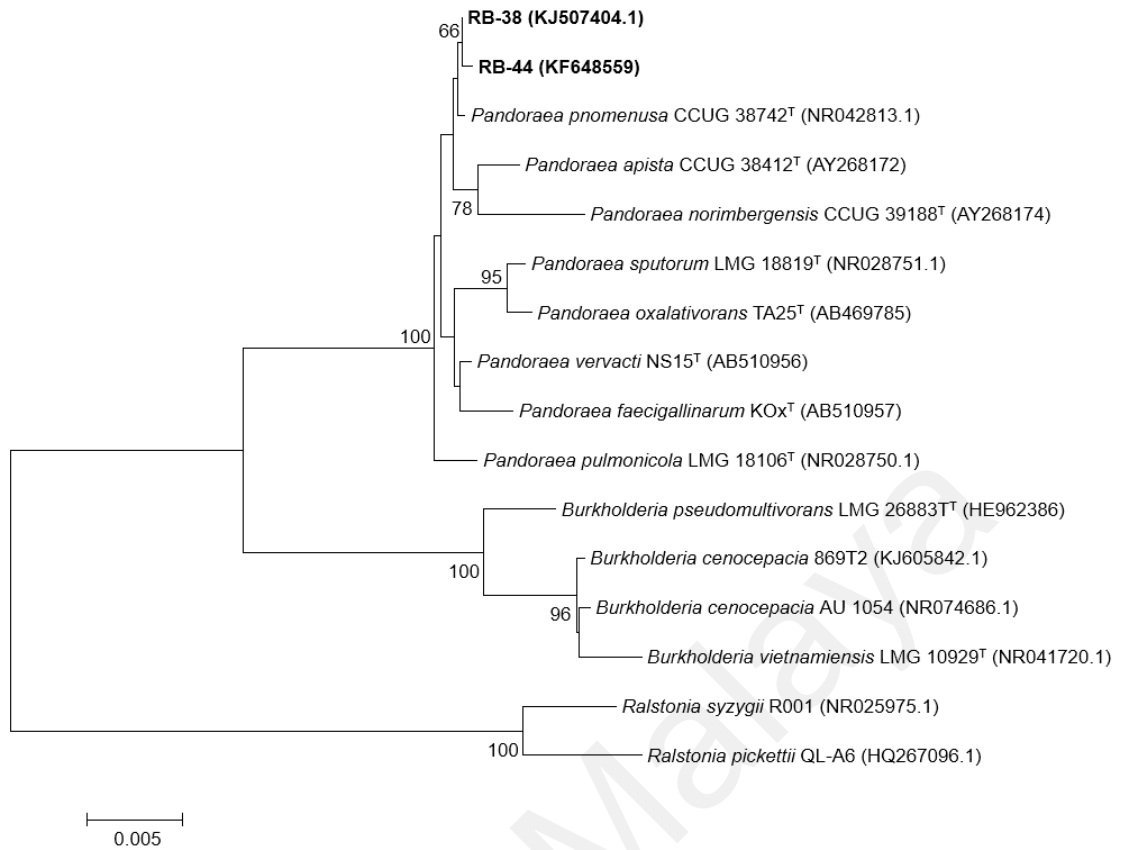 RB-38 (KJ507404.1)
66
RB-44 (KF648559)
Pandoraea pnomenusa CCUG 38742ᵀ (NR042813.1)
Pandoraea apista CCUG 38412ᵀ (AY268172)
78
Pandoraea norimbergensis CCUG 39188ᵀ (AY268174)
Pandoraea sputorum LMG 18819ᵀ (NR028751.1)
95
Pandoraea oxalativorans TA25ᵀ (AB469785)
100
Pandoraea vervacti NS15ᵀ (AB510956)
Pandoraea faecigallinarum KOxᵀ (AB510957)
Pandoraea pulmonicola LMG 18106ᵀ (NR028750.1)
Burkholderia pseudomultivorans LMG 26883Tᵀ (HE962386)
100
Burkholderia cenocepacia 869T2 (KJ605842.1)
96
Burkholderia cenocepacia AU 1054 (NR074686.1)
Burkholderia vietnamiensis LMG 10929ᵀ (NR041720.1)
Ralstonia syzygii R001 (NR025975.1)
100
Ralstonia pickettii QL-A6 (HQ267096.1)
0.005
Malaya